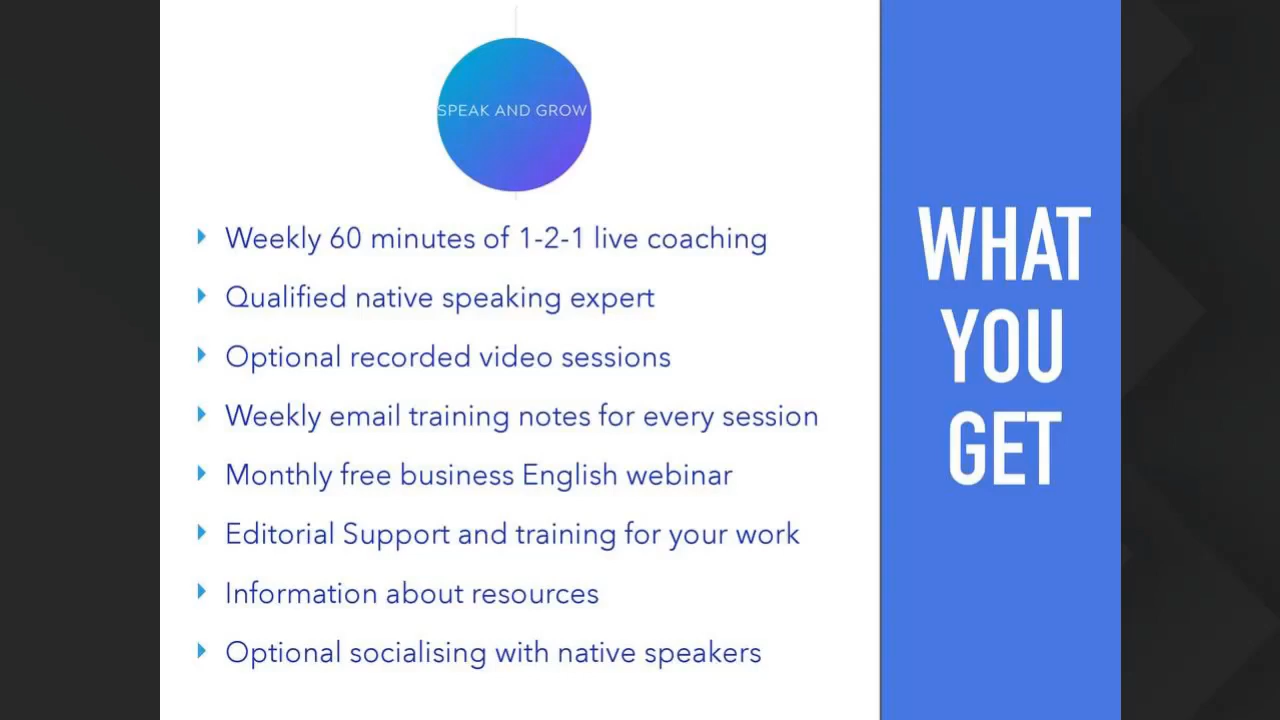 SPEAK AND GROW
Weekly 60 minutes of 1-2-1 live coaching
Qualified native speaking expert
Optional recorded video sessions
Weekly email training notes for every session
Monthly free business English webinar
Editorial Support and training for your work
Information about resources
Optional socialising with native speakers
WHAT
YOU
GET